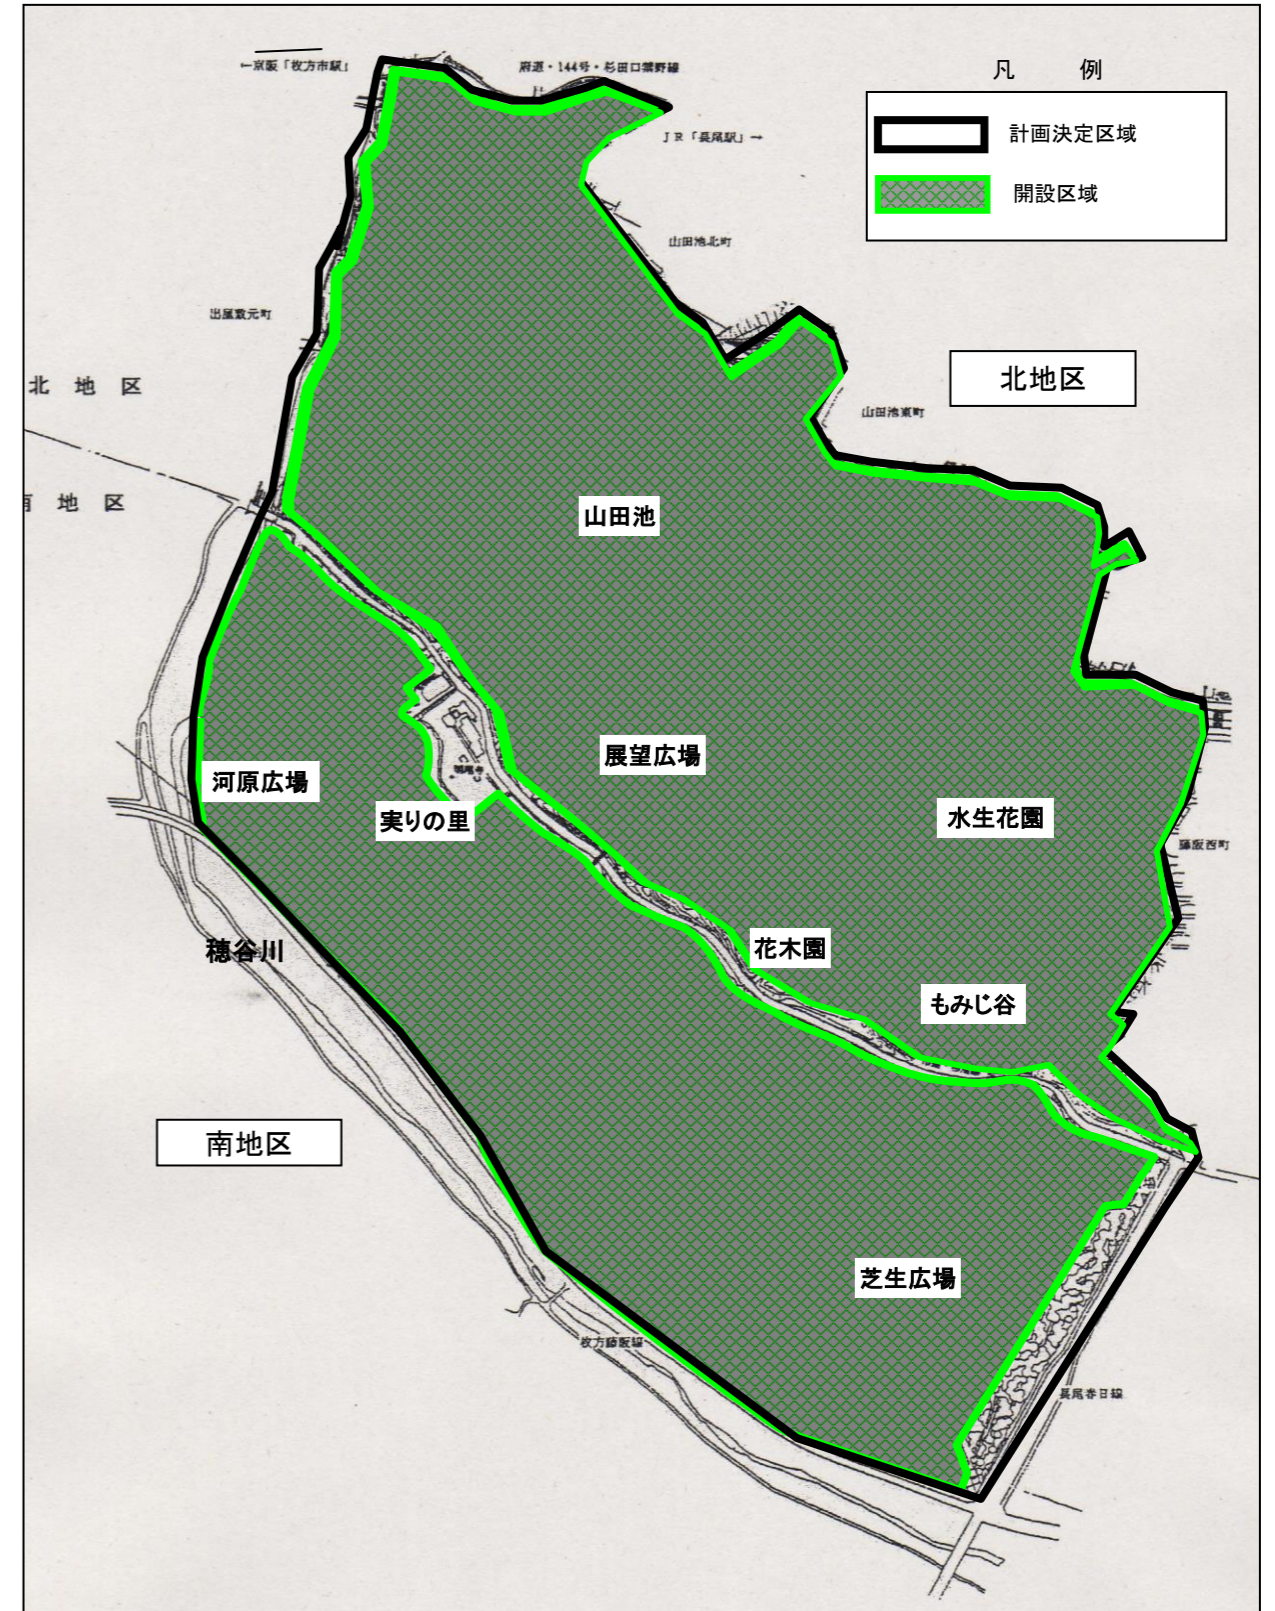 ←京阪「枚方市駅」
府道・144号・杉田口禁野線
凡 例
計画決定区域
JR「長尾駅」→
開設区域
山田池北町
出屋敷元町
北地区
北地区
山田池東町
地区
山田池
展望広場
河原広場
実りの里
水生花園
藤阪西町
花木園
穂谷川
もみじ谷
南地区
芝生広場
枚方藤阪線
長尾春日線